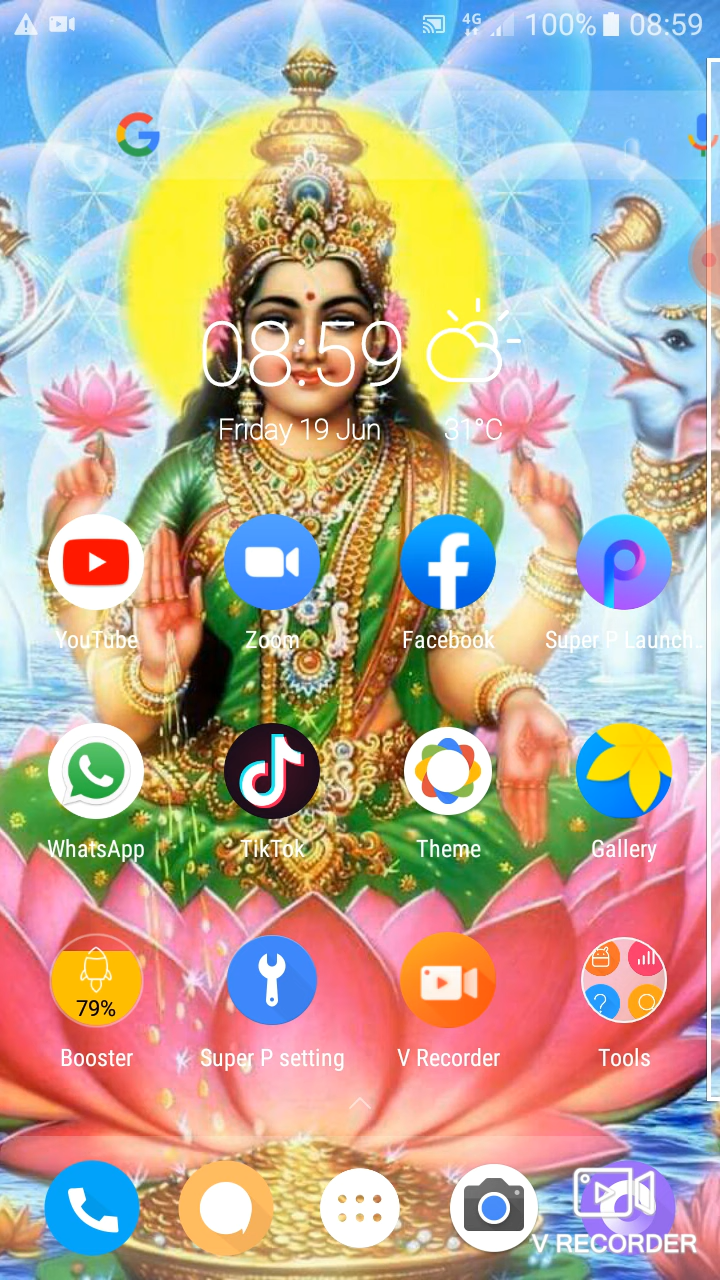 4G 100% 08:59
08:59
Friday 19 Jun 31°C
YouTube Zoom Facebook Super P Launch..
WhatsApp TikTok Theme Gallery
79%
Booster Super P setting V Recorder Tools
V RECORDER